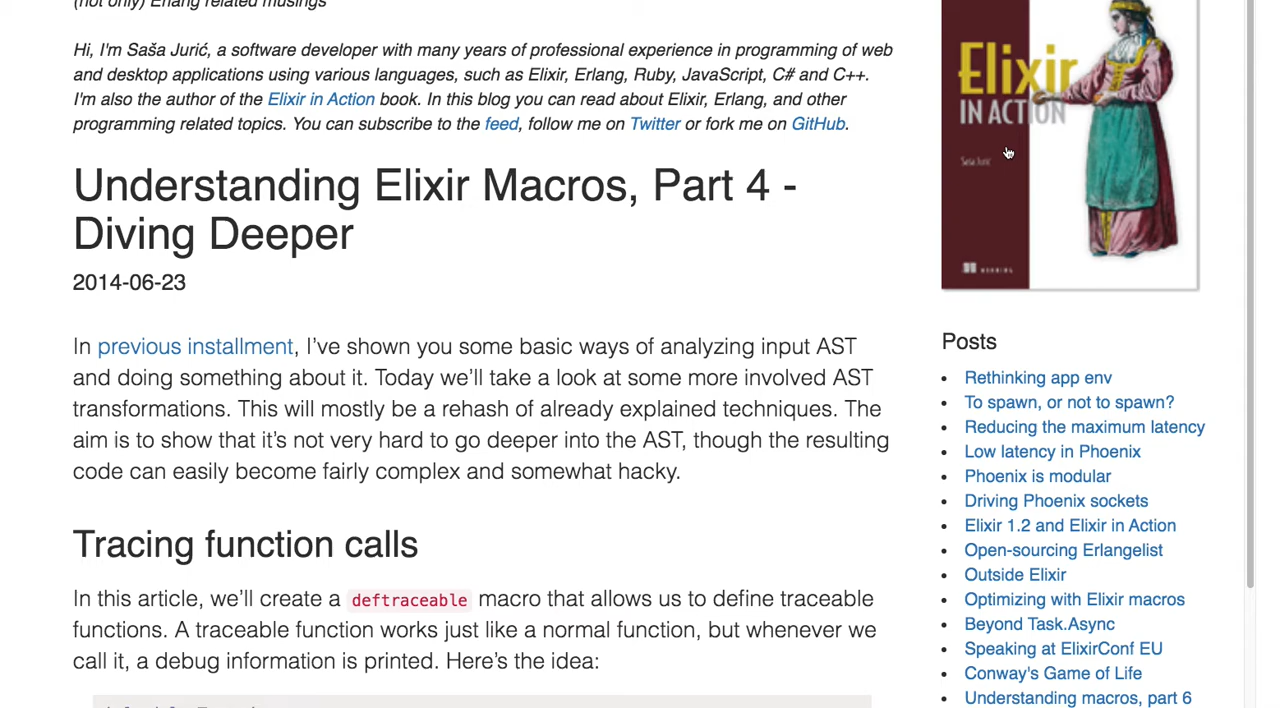 (not only) Erlang related musings
Hi, I'm Saša Jurić, a software developer with many years of professional experience in programming of web
and desktop applications using various languages, such as Elixir, Erlang, Ruby, JavaScript, C# and C++.
I'm also the author of the Elixir in Action book. In this blog you can read about Elixir, Erlang, and other
programming related topics. You can subscribe to the feed, follow me on Twitter or fork me on GitHub.
Understanding Elixir Macros, Part 4 -
Diving Deeper
2014-06-23
In previous installment, I’ve shown you some basic ways of analyzing input AST
and doing something about it. Today we’ll take a look at some more involved AST
transformations. This will mostly be a rehash of already explained techniques. The
aim is to show that it’s not very hard to go deeper into the AST, though the resulting
code can easily become fairly complex and somewhat hacky.
Tracing function calls
In this article, we’ll create a deftraceable macro that allows us to define traceable
functions. A traceable function works just like a normal function, but whenever we
call it, a debug information is printed. Here’s the idea:
Elixir
IN ACTION
Saša Jurić
MANNING
Posts
• Rethinking app env
• To spawn, or not to spawn?
• Reducing the maximum latency
• Low latency in Phoenix
• Phoenix is modular
• Driving Phoenix sockets
• Elixir 1.2 and Elixir in Action
• Open-sourcing Erlangelist
• Outside Elixir
• Optimizing with Elixir macros
• Beyond Task.Async
• Speaking at ElixirConf EU
• Conway's Game of Life
• Understanding macros, part 6